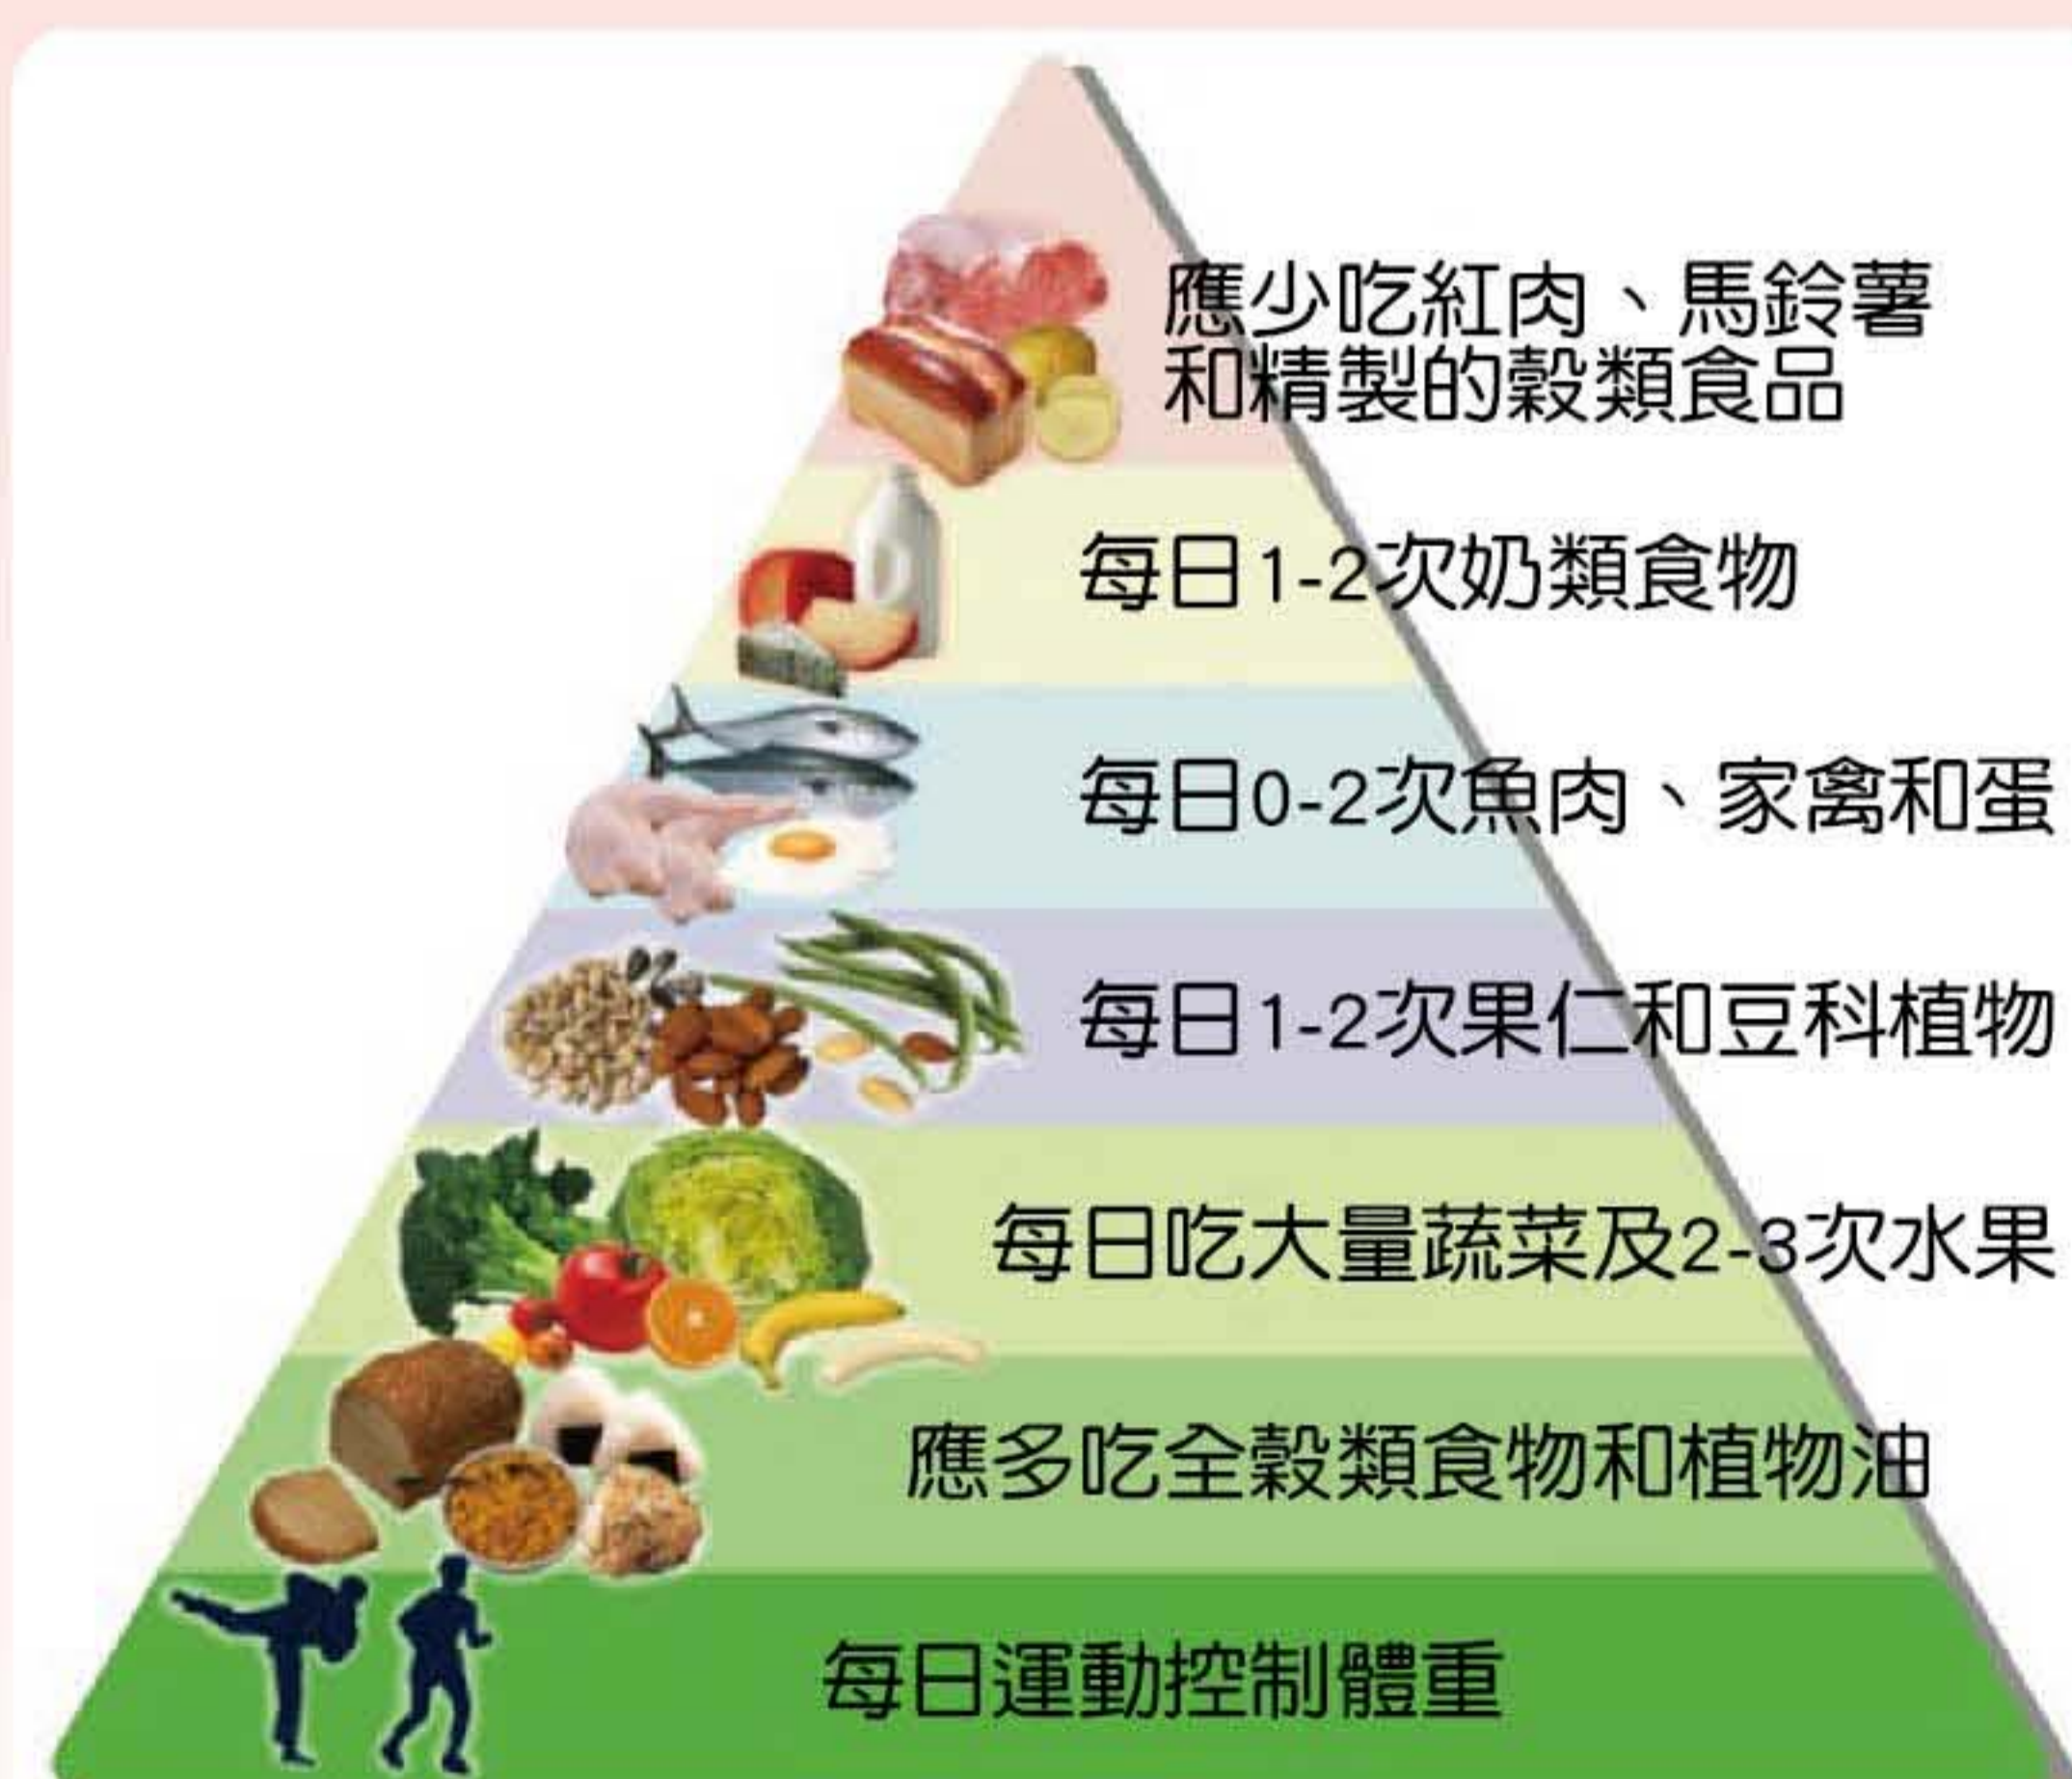 應少吃紅肉、馬鈴薯
和精製的穀類食品
每日1-2次奶類食物
每日0-2次魚肉、家禽和蛋
每日1-2次果仁和豆科植物
每日吃大量蔬菜及2-3次水果
應多吃全穀類食物和植物油
每日運動控制體重